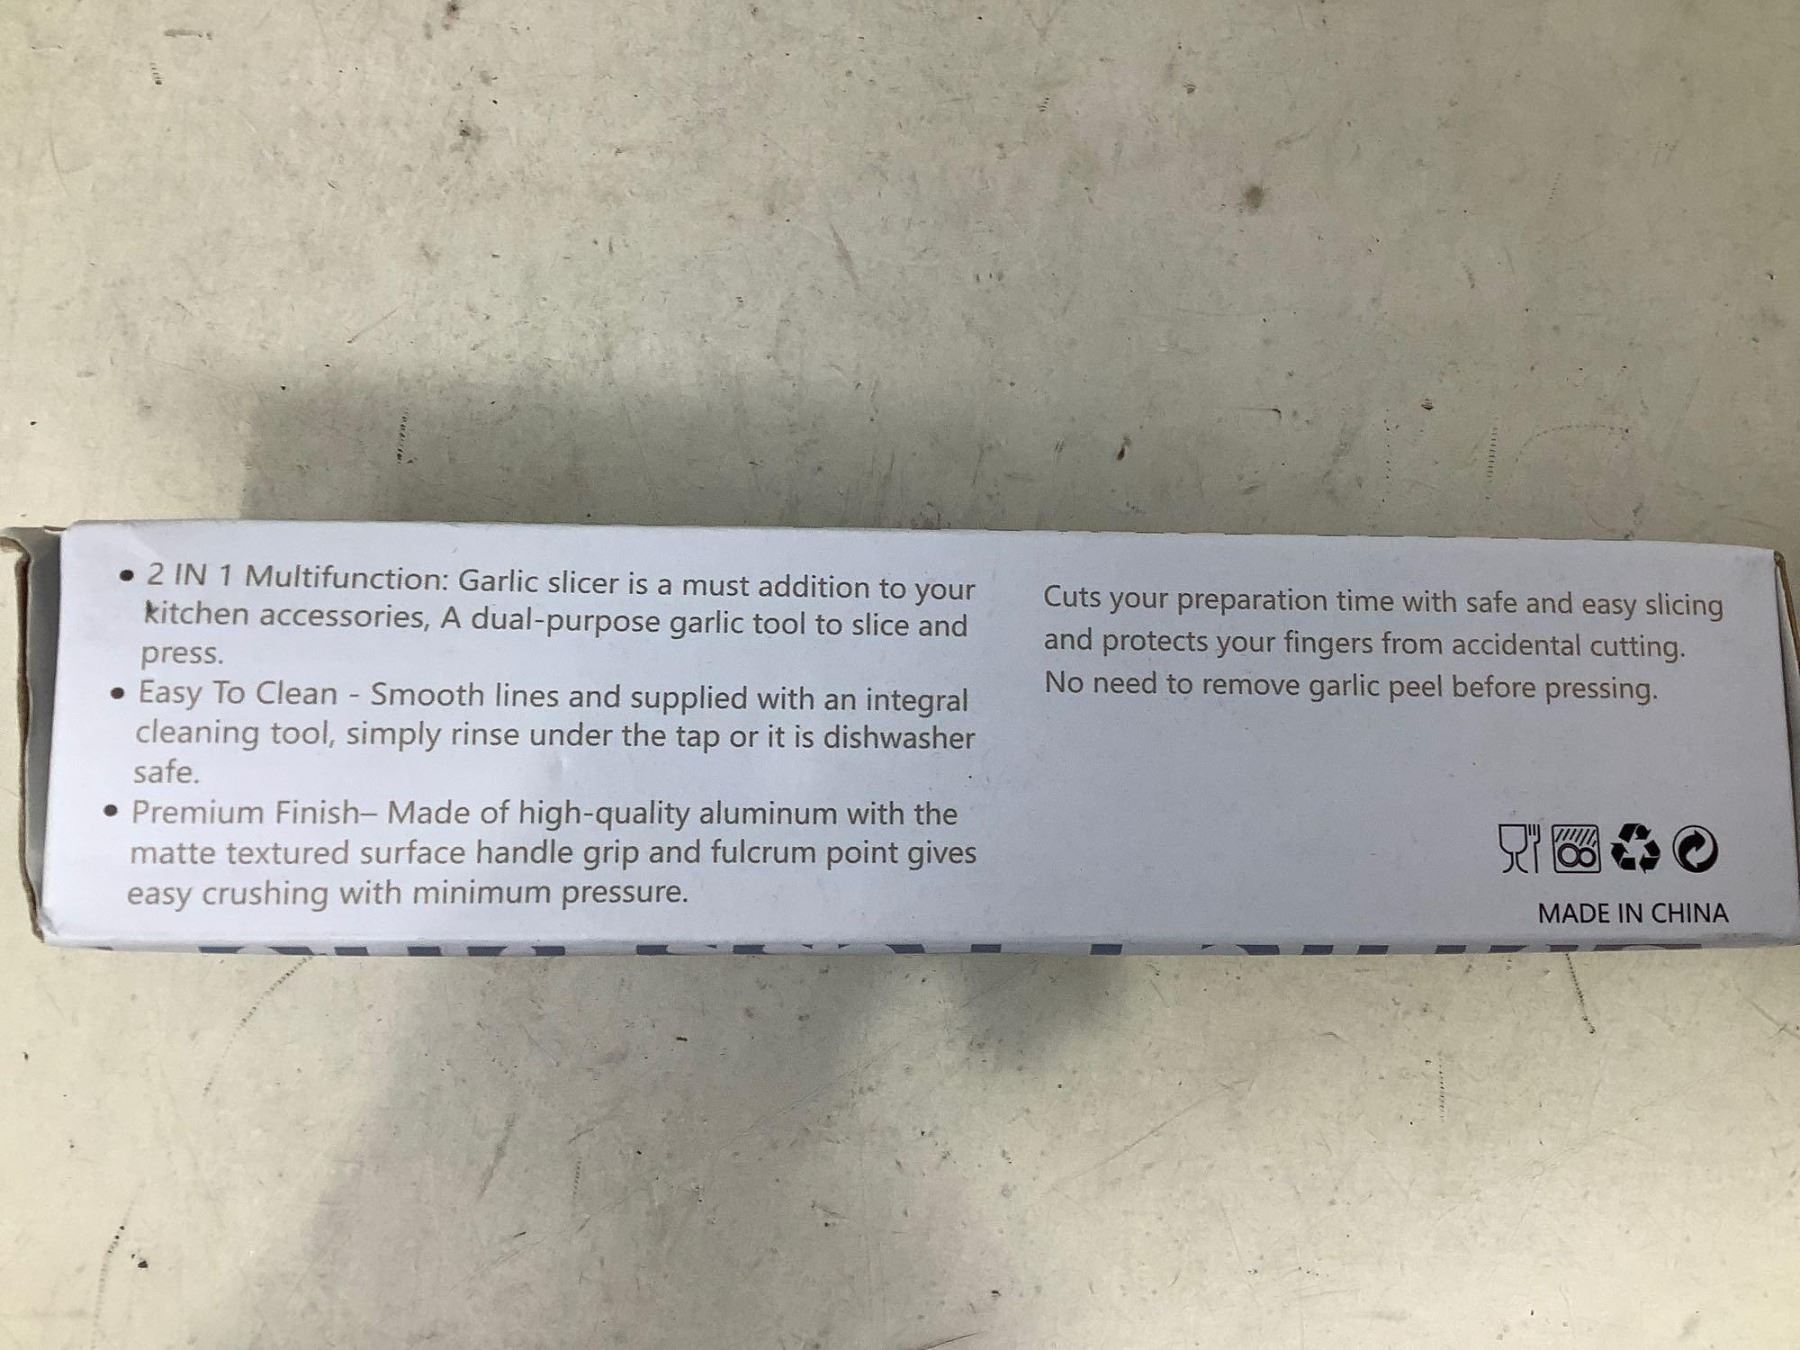 • 2 IN 1 Multifunction: Garlic slicer is a must addition to your
kitchen accessories, A dual-purpose garlic tool to slice and
press.
• Easy To Clean - Smooth lines and supplied with an integral
cleaning tool, simply rinse under the tap or it is dishwasher
safe.
• Premium Finish– Made of high-quality aluminum with the
matte textured surface handle grip and fulcrum point gives
easy crushing with minimum pressure.
Cuts your preparation time with safe and easy slicing
and protects your fingers from accidental cutting.
No need to remove garlic peel before pressing.
MADE IN CHINA